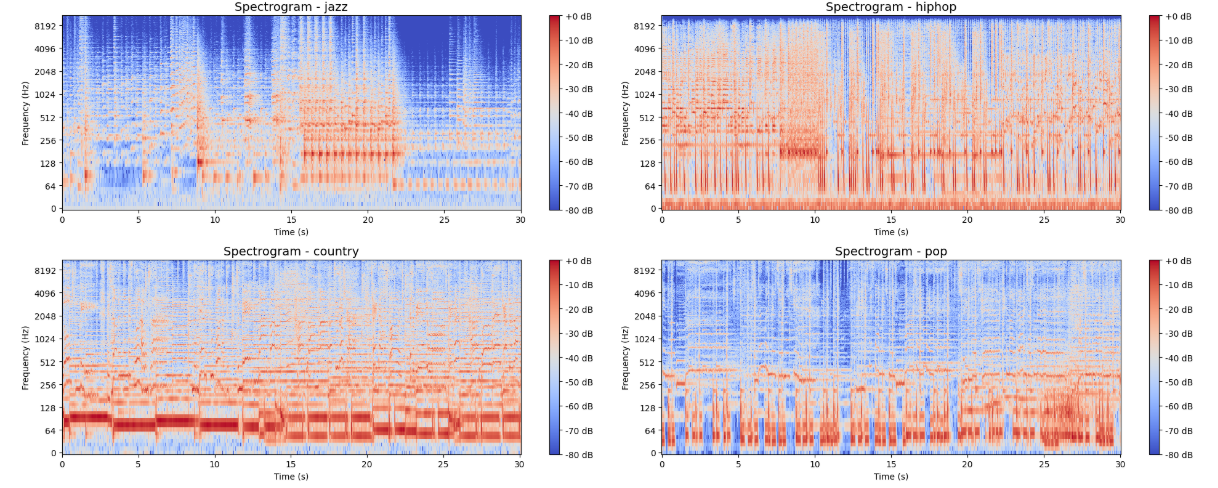 Spectrogram - jazz
Frequency (Hz)
8192
4096
2048
1024
512
256
128
64
0
0 5 10 15 20 25 30
Time (s)
+0 dB
-10 dB
-20 dB
-30 dB
-40 dB
-50 dB
-60 dB
-70 dB
-80 dB
Spectrogram - hiphop
Frequency (Hz)
8192
4096
2048
1024
512
256
128
64
0
0 5 10 15 20 25 30
Time (s)
+0 dB
-10 dB
-20 dB
-30 dB
-40 dB
-50 dB
-60 dB
-70 dB
-80 dB
Spectrogram - country
Frequency (Hz)
8192
4096
2048
1024
512
256
128
64
0
0 5 10 15 20 25 30
Time (s)
+0 dB
-10 dB
-20 dB
-30 dB
-40 dB
-50 dB
-60 dB
-70 dB
-80 dB
Spectrogram - pop
Frequency (Hz)
8192
4096
2048
1024
512
256
128
64
0
0 5 10 15 20 25 30
Time (s)
+0 dB
-10 dB
-20 dB
-30 dB
-40 dB
-50 dB
-60 dB
-70 dB
-80 dB